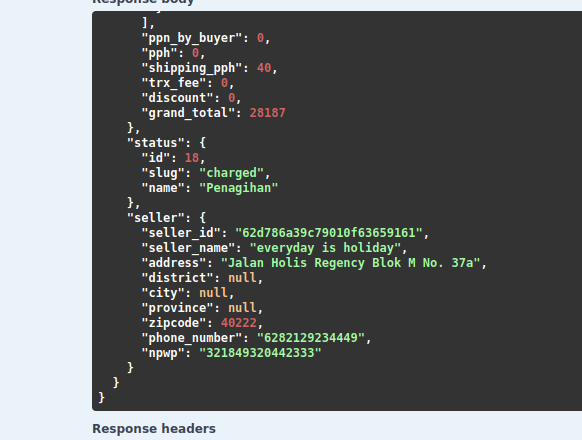 Response body
],
"ppn_by_buyer": 0,
"pph": 0,
"shipping_pph": 40,
"trx_fee": 0,
"discount": 0,
"grand_total": 28187
},
"status": {
"id": 18,
"slug": "charged",
"name": "Penagihan"
},
"seller": {
"seller_id": "62d786a39c79010f63659161",
"seller_name": "everyday is holiday",
"address": "Jalan Holis Regency Blok M No. 37a",
"district": null,
"city": null,
"province": null,
"zipcode": 40222,
"phone_number": "6282129234449",
"npwp": "321849320442333"
}
}
}
Response headers